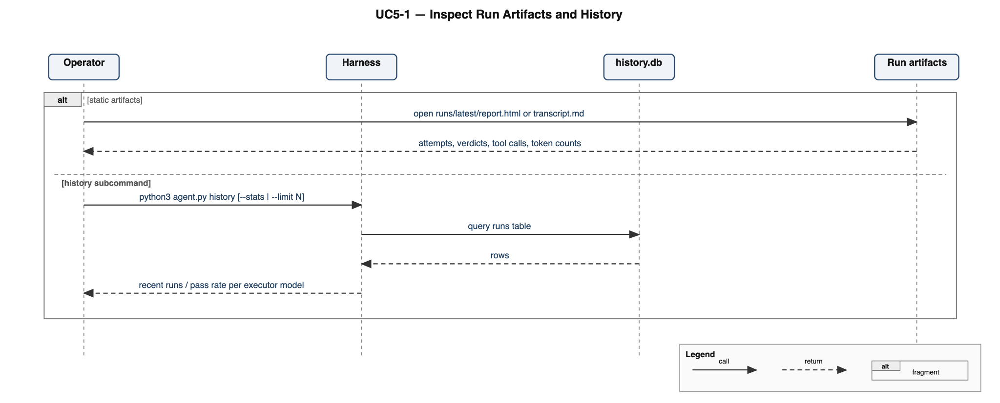 UC5-1 — Inspect Run Artifacts and History
Operator
Harness
history.db
Run artifacts
alt
[static artifacts]
open runs/latest/report.html or transcript.md
attempts, verdicts, tool calls, token counts
[history subcommand]
python3 agent.py history [--stats | --limit N]
query runs table
rows
recent runs / pass rate per executor model
Legend
call
return
alt
fragment